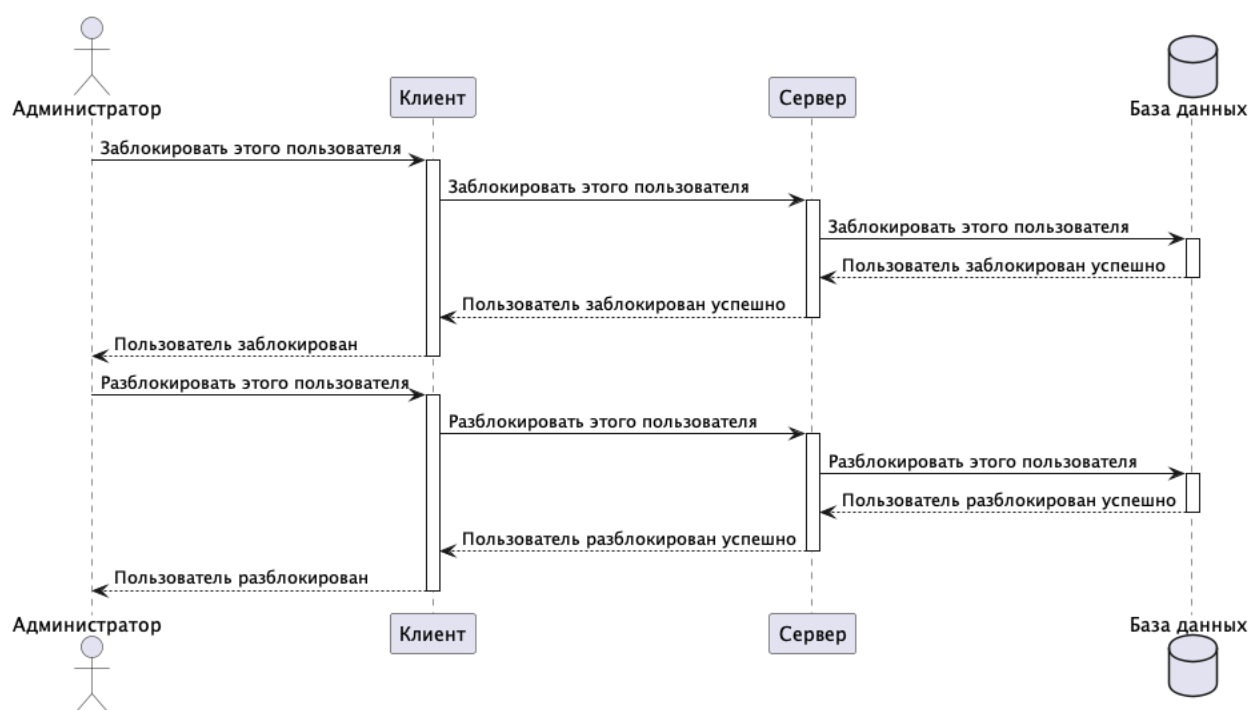 Администратор
Клиент
Сервер
База данных
Заблокировать этого пользователя
Заблокировать этого пользователя
Заблокировать этого пользователя
Пользователь заблокирован успешно
Пользователь заблокирован успешно
Пользователь заблокирован
Разблокировать этого пользователя
Разблокировать этого пользователя
Разблокировать этого пользователя
Пользователь разблокирован успешно
Пользователь разблокирован успешно
Пользователь разблокирован
Администратор
Клиент
Сервер
База данных